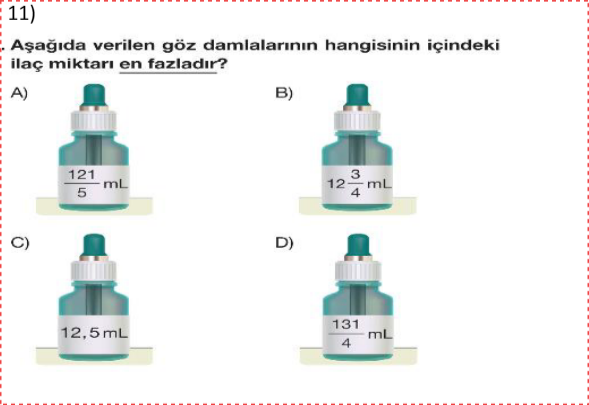 11)
. Aşağıda verilen göz damlalarının hangisinin içindeki
ilaç miktarı en fazladır?
A)
121/5 mL
B)
12 3/4 mL
C)
12,5 mL
D)
131/4 mL